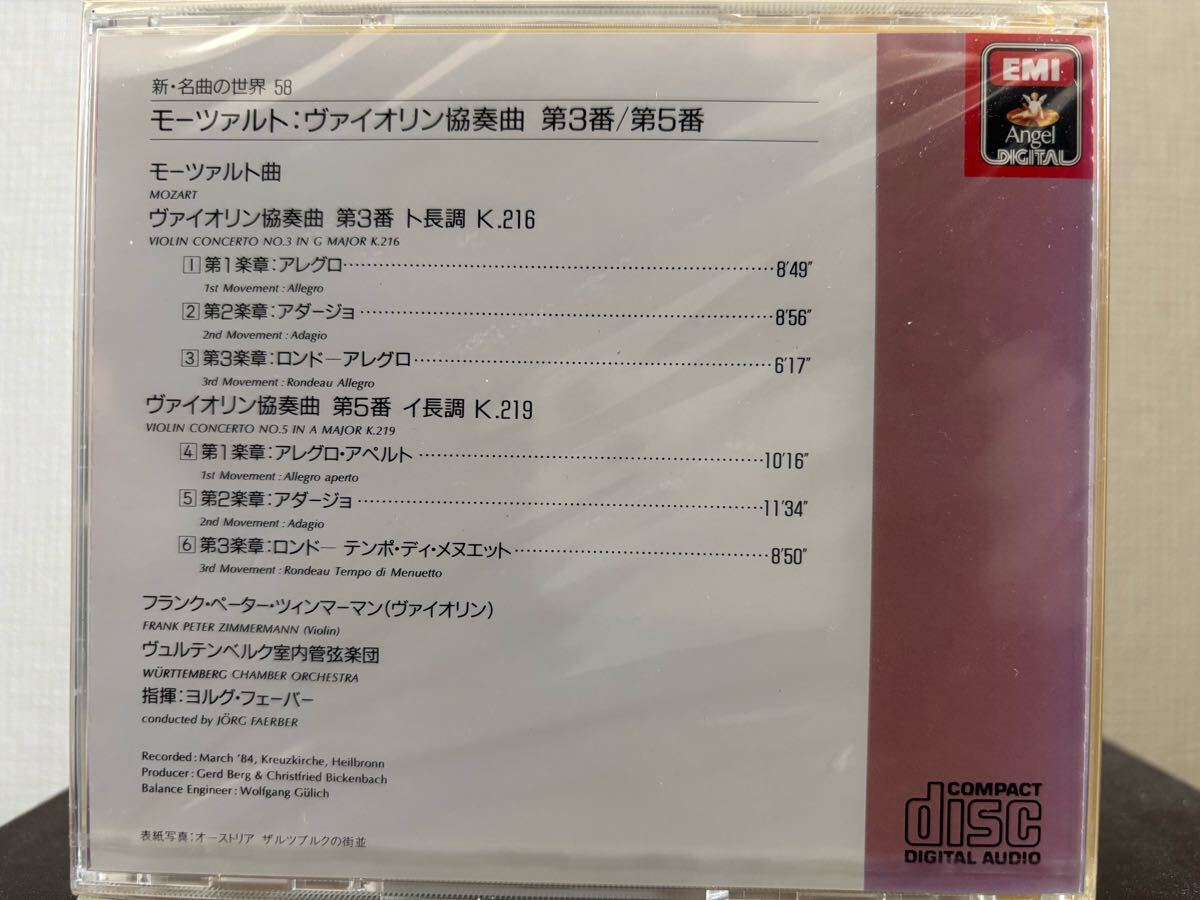 新・名曲の世界 58
モーツァルト：ヴァイオリン協奏曲 第3番/第5番
EMI
Angel
DIGITAL
モーツァルト曲
MOZART
ヴァイオリン協奏曲 第3番 ト長調 K.216
VIOLIN CONCERTO NO.3 IN G MAJOR K.216
1 第1楽章：アレグロ 8′49″
1st Movement : Allegro
2 第2楽章：アダージョ 8′56″
2nd Movement : Adagio
3 第3楽章：ロンド—アレグロ 6′17″
3rd Movement : Rondeau Allegro
ヴァイオリン協奏曲 第5番 イ長調 K.219
VIOLIN CONCERTO NO.5 IN A MAJOR K.219
4 第1楽章：アレグロ・アペルト 10′16″
1st Movement : Allegro aperto
5 第2楽章：アダージョ 11′34″
2nd Movement : Adagio
6 第3楽章：ロンド— テンポ・ディ・メヌエット 8′50″
3rd Movement : Rondeau Tempo di Menuetto
フランク・ペーター・ツィンマーマン（ヴァイオリン）
FRANK PETER ZIMMERMANN (Violin)
ヴュルテンベルク室内管弦楽団
WÜRTTEMBERG CHAMBER ORCHESTRA
指揮：ヨルグ・フェーバー
conducted by JÖRG FAERBER
Recorded : March '84, Kreuzkirche, Heilbronn
Producer : Gerd Berg & Christfried Bickenbach
Balance Engineer : Wolfgang Gülich
表紙写真：オーストリア ザルツブルクの街並
COMPACT
disc
DIGITAL AUDIO